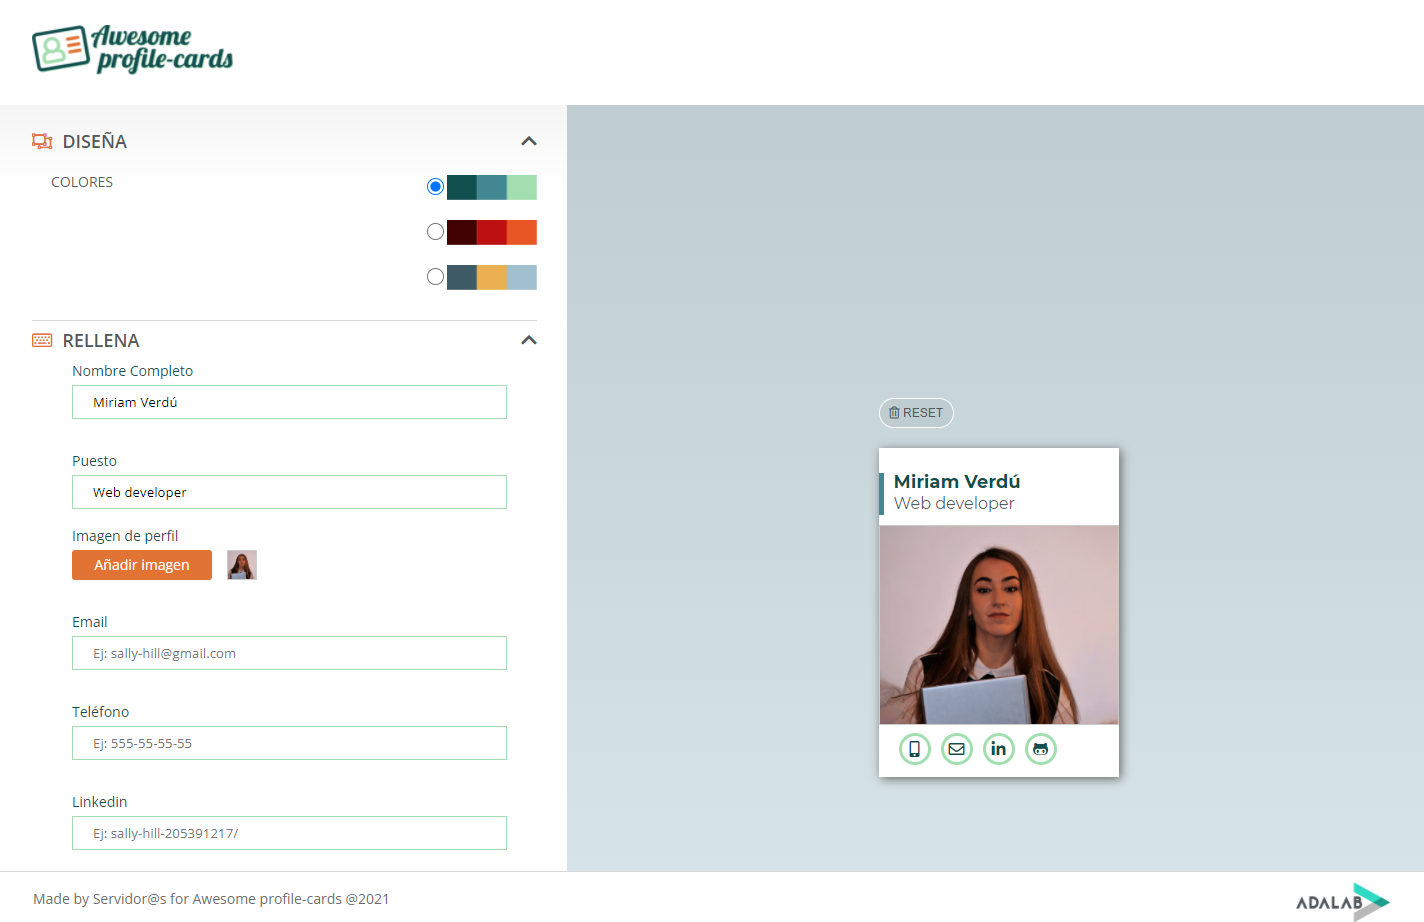 Awesome
profile-cards
DISEÑA
COLORES
RELLENA
Nombre Completo
Miriam Verdú
Puesto
Web developer
Imagen de perfil
Añadir imagen
Email
Ej: sally-hill@gmail.com
Teléfono
Ej: 555-55-55-55
Linkedin
Ej: sally-hill-205391217/
RESET
Miriam Verdú
Web developer
in
Made by Servidor@s for Awesome profile-cards @2021
ADALAB